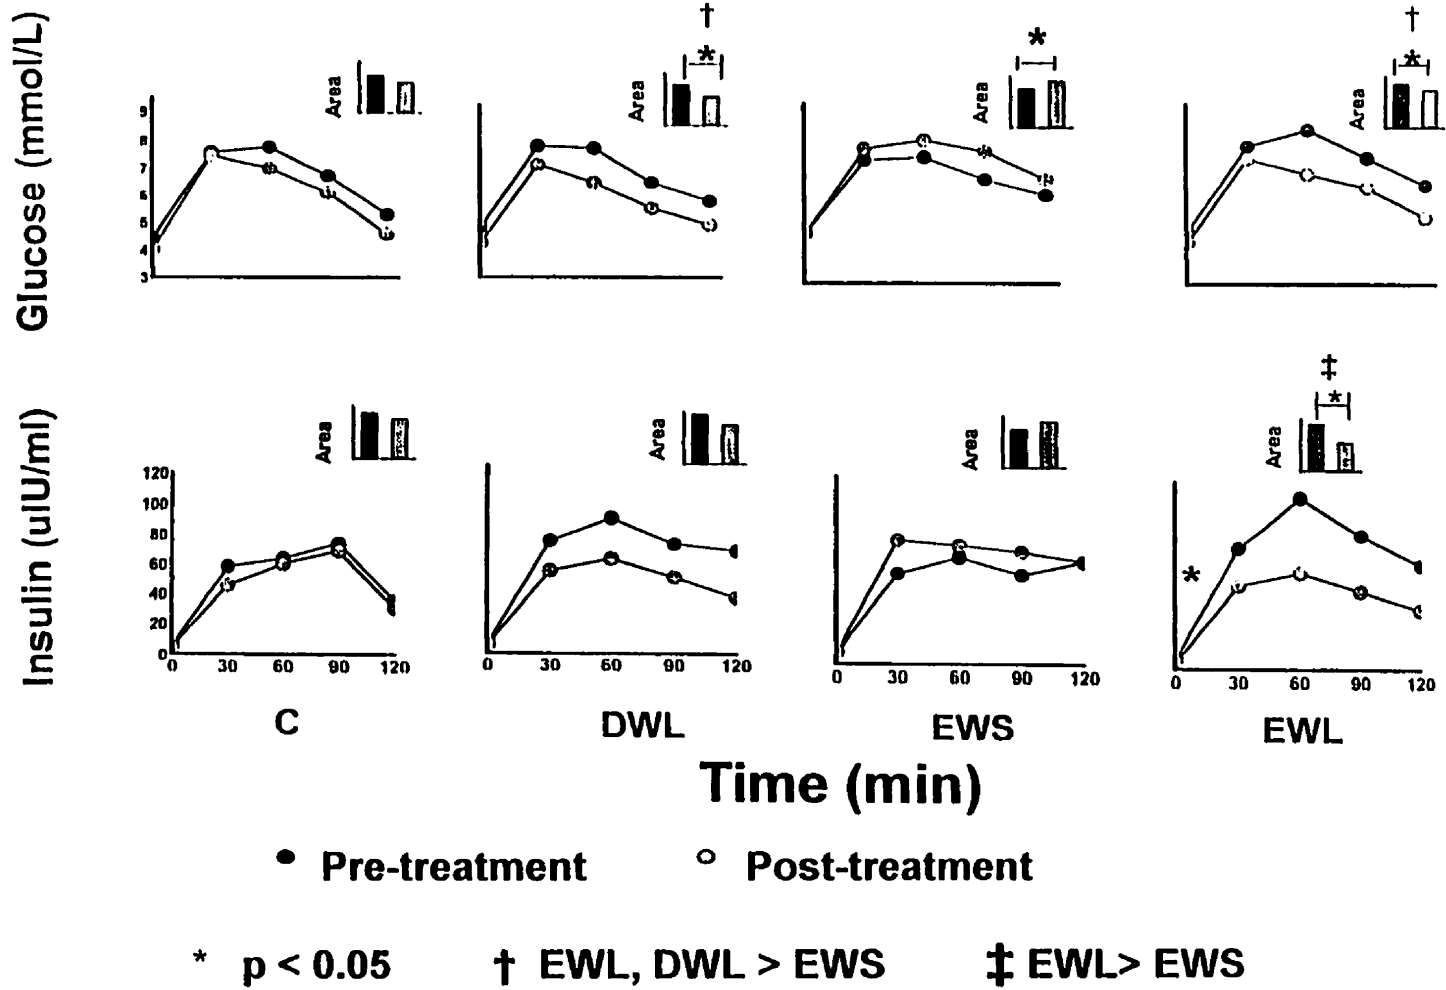 Glucose (mmol/L)
†
*
*
†
*
Area
Area
Area
Area
9
8
7
6
5
4
3
Insulin (uIU/ml)
‡
*
Area
Area
Area
Area
120
100
80
60
40
20
0
*
0 30 60 90 120
0 30 60 90 120
0 30 60 90 120
0 30 60 90 120
C DWL EWS EWL
Time (min)
Pre-treatment Post-treatment
* p < 0.05 † EWL, DWL > EWS ‡ EWL> EWS